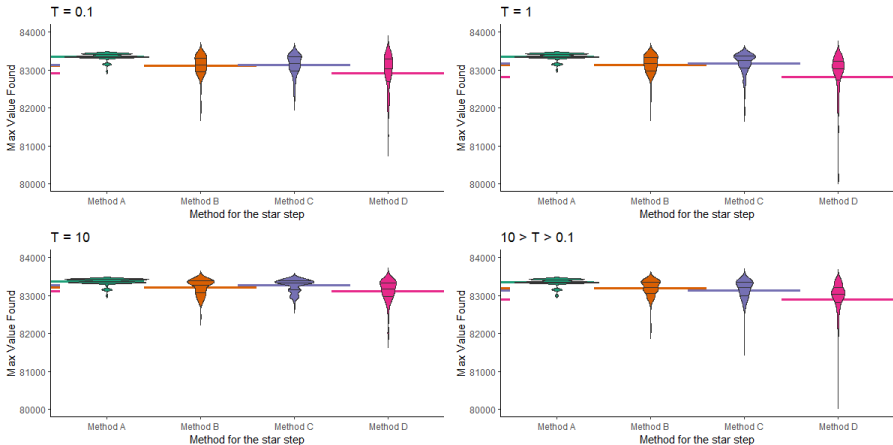 T = 0.1
Max Value Found
84000
83000
82000
81000
80000
Method A Method B Method C Method D
Method for the star step
T = 1
Max Value Found
84000
83000
82000
81000
80000
Method A Method B Method C Method D
Method for the star step
T = 10
Max Value Found
84000
83000
82000
81000
80000
Method A Method B Method C Method D
Method for the star step
10 > T > 0.1
Max Value Found
84000
83000
82000
81000
80000
Method A Method B Method C Method D
Method for the star step